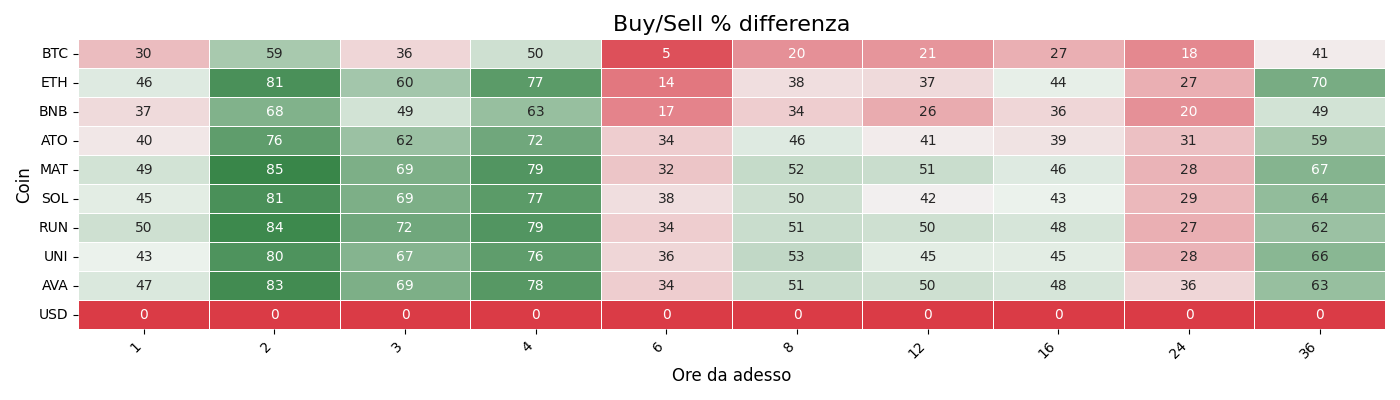 Buy/Sell % differenza
Coin
BTC 30 59 36 50 5 20 21 27 18 41
ETH 46 81 60 77 14 38 37 44 27 70
BNB 37 68 49 63 17 34 26 36 20 49
ATO 40 76 62 72 34 46 41 39 31 59
MAT 49 85 69 79 32 52 51 46 28 67
SOL 45 81 69 77 38 50 42 43 29 64
RUN 50 84 72 79 34 51 50 48 27 62
UNI 43 80 67 76 36 53 45 45 28 66
AVA 47 83 69 78 34 51 50 48 36 63
USD 0 0 0 0 0 0 0 0 0 0
1 2 3 4 6 8 12 16 24 36
Ore da adesso